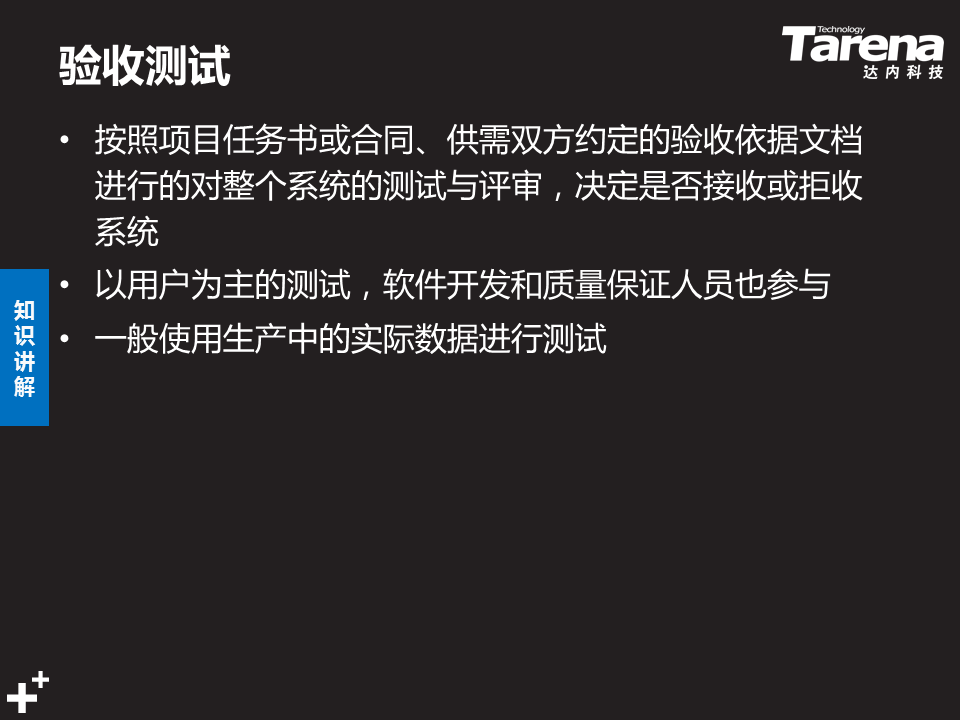 验收测试
Technology
Tarena
达内科技
• 按照项目任务书或合同、供需双方约定的验收依据文档
进行的对整个系统的测试与评审，决定是否接收或拒收
系统
• 以用户为主的测试，软件开发和质量保证人员也参与
• 一般使用生产中的实际数据进行测试
知
识
讲
解